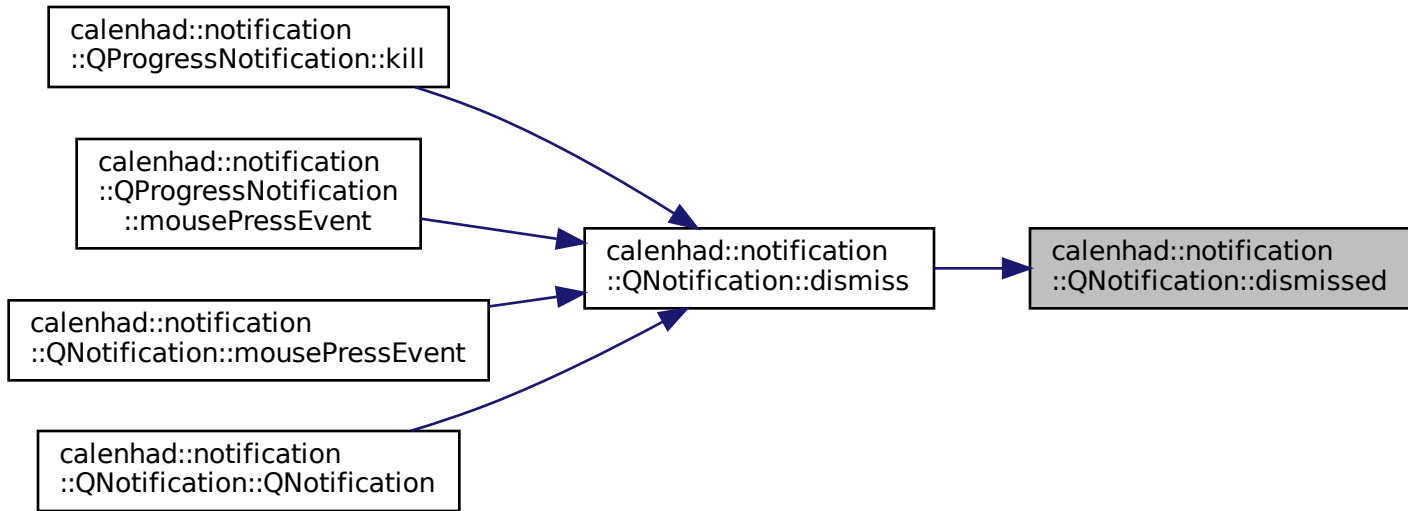 calenhad::notification
::QProgressNotification::kill
calenhad::notification
::QProgressNotification
::mousePressEvent
calenhad::notification
::QNotification::dismiss
calenhad::notification
::QNotification::dismissed
calenhad::notification
::QNotification::mousePressEvent
calenhad::notification
::QNotification::QNotification